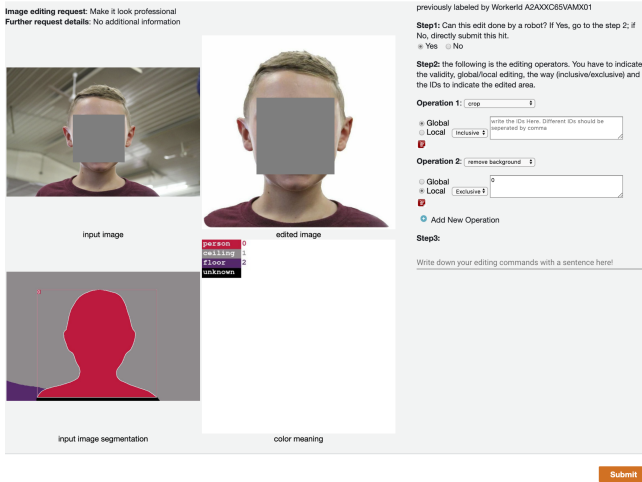 Image editing request: Make it look professional
Further request details: No additional information
input image
edited image
person 0
ceiling 1
floor 2
unknown
0
input image segmentation
color meaning
previously labeled by WorkerId A2AXXC65VAMX01
Step1: Can this edit done by a robot? If Yes, go to the step 2; if
No, directly submit this hit.
Yes No
Step2: the following is the editing operators. You have to indicate
the validity, global/local editing, the way (inclusive/exclusive) and
the IDs to indicate the edited area.
Operation 1: crop
Global
Local Inclusive
write the IDs Here. Different IDs should be
seperated by comma
Operation 2: remove background
Global
Local Exclusive
0
Add New Operation
Step3:
Write down your editing commands with a sentence here!
Submit